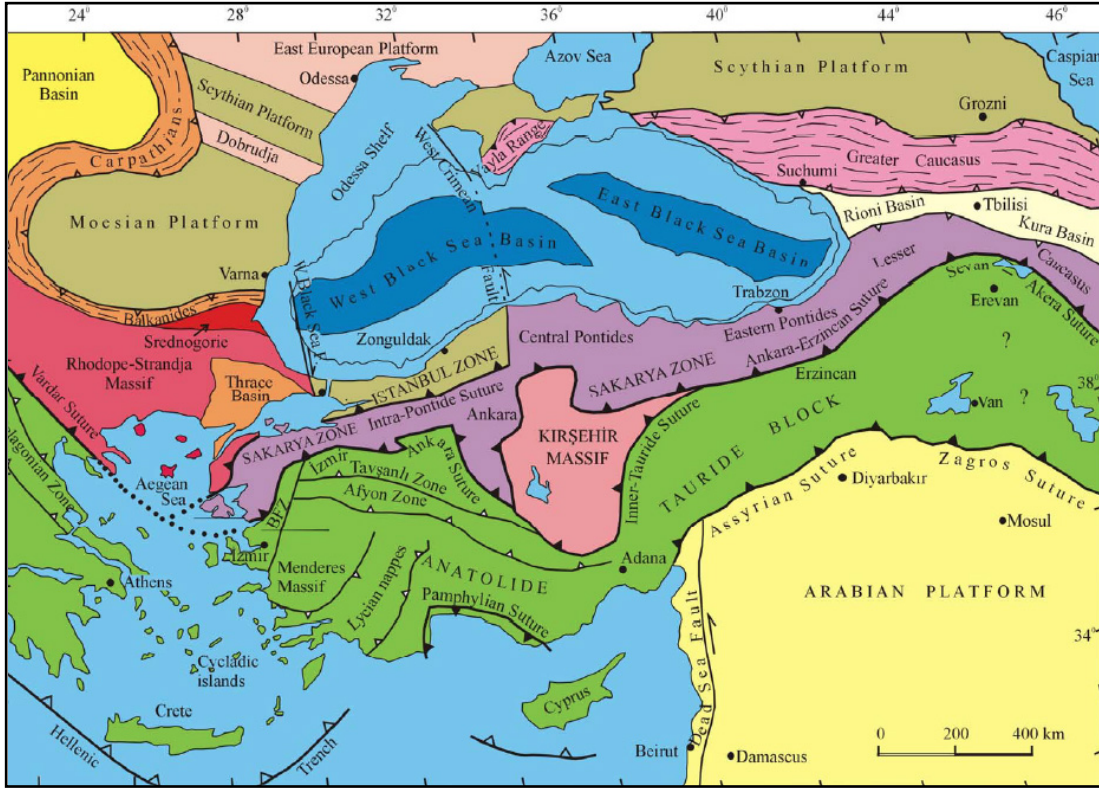 24°
28°
32°
36°
40°
44°
46°
East European Platform
Odessa
Azov Sea
Scythian Platform
Caspian
Sea
Pannonian
Basin
Scythian Platform
Grozni
Carpathians
Dobrudja
Odessa Shelf
West Crimean
Fault
Yayla Range
Greater Caucasus
Suchumi
Rioni Basin
Tbilisi
Kura Basin
Moesian Platform
East Black Sea Basin
West Black Sea Basin
Lesser
Caucasus
Varna
W.Black Sea F.
Trabzon
Sevan
Akera Suture
Erevan
Balkanides
Zonguldak
Central Pontides
Eastern Pontides
Srednogorie
SAKARYA ZONE
Ankara-Erzincan Suture
Rhodope-Strandja
Massif
ISTANBUL ZONE
?
Erzincan
38°
Vardar Suture
Thrace
Basin
Intra-Pontide Suture
Van
?
SAKARYA ZONE
Ankara
KIRŞEHİR
MASSIF
TAURIDE BLOCK
elagonian Zone
Aegean
Sea
İzmir
Ankara Suture
Tavşanlı Zone
Afyon Zone
Inner-Tauride Suture
Assyrian Suture
Zagros Suture
Diyarbakır
Mosul
BFZ
İzmir
Adana
Athens
Menderes
Massif
Lycian nappes
ANATOLIDE
Pamphylian Suture
ARABIAN PLATFORM
34°
Cycladic
islands
Dead Sea Fault
Crete
Cyprus
Hellenic
Trench
Beirut
Damascus
0 200 400 km